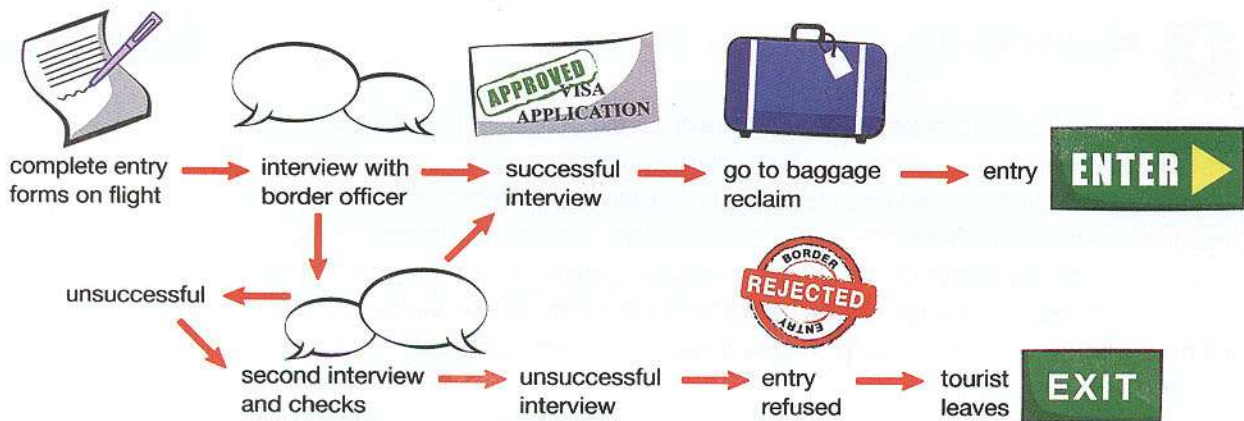 APPROVED
VISA
APPLICATION
complete entry
forms on flight
interview with
border officer
successful
interview
go to baggage
reclaim
entry
ENTER
unsuccessful
BORDER
REJECTED
ENTRY
second interview
and checks
unsuccessful
interview
entry
refused
tourist
leaves
EXIT